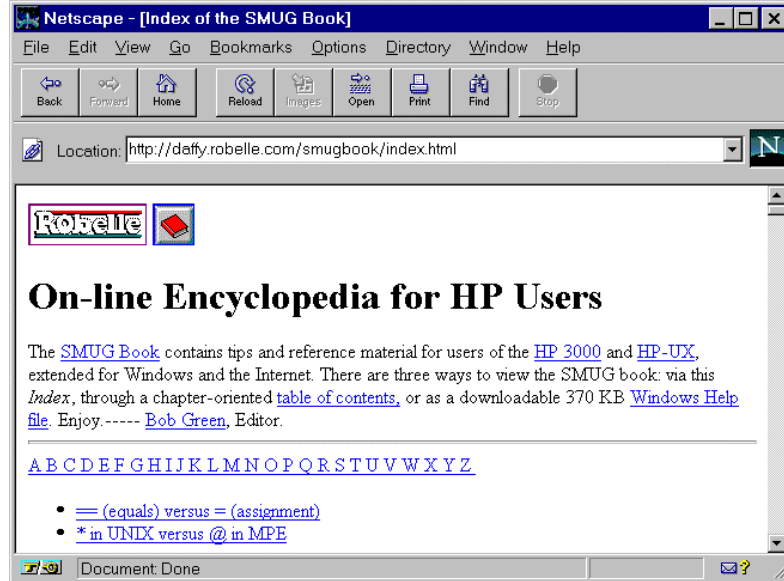 Netscape - [Index of the SMUG Book]
File Edit View Go Bookmarks Options Directory Window Help
Back Forward Home Reload Images Open Print Find Stop
Location: http://daffy.robelle.com/smugbook/index.html
N
Robelle
On-line Encyclopedia for HP Users
The SMUG Book contains tips and reference material for users of the HP 3000 and HP-UX,
extended for Windows and the Internet. There are three ways to view the SMUG book: via this
Index, through a chapter-oriented table of contents, or as a downloadable 370 KB Windows Help
file. Enjoy.----- Bob Green, Editor.
A B C D E F G H I J K L M N O P Q R S T U V W X Y Z
• == (equals) versus = (assignment)
• * in UNIX versus @ in MPE
Document: Done
?